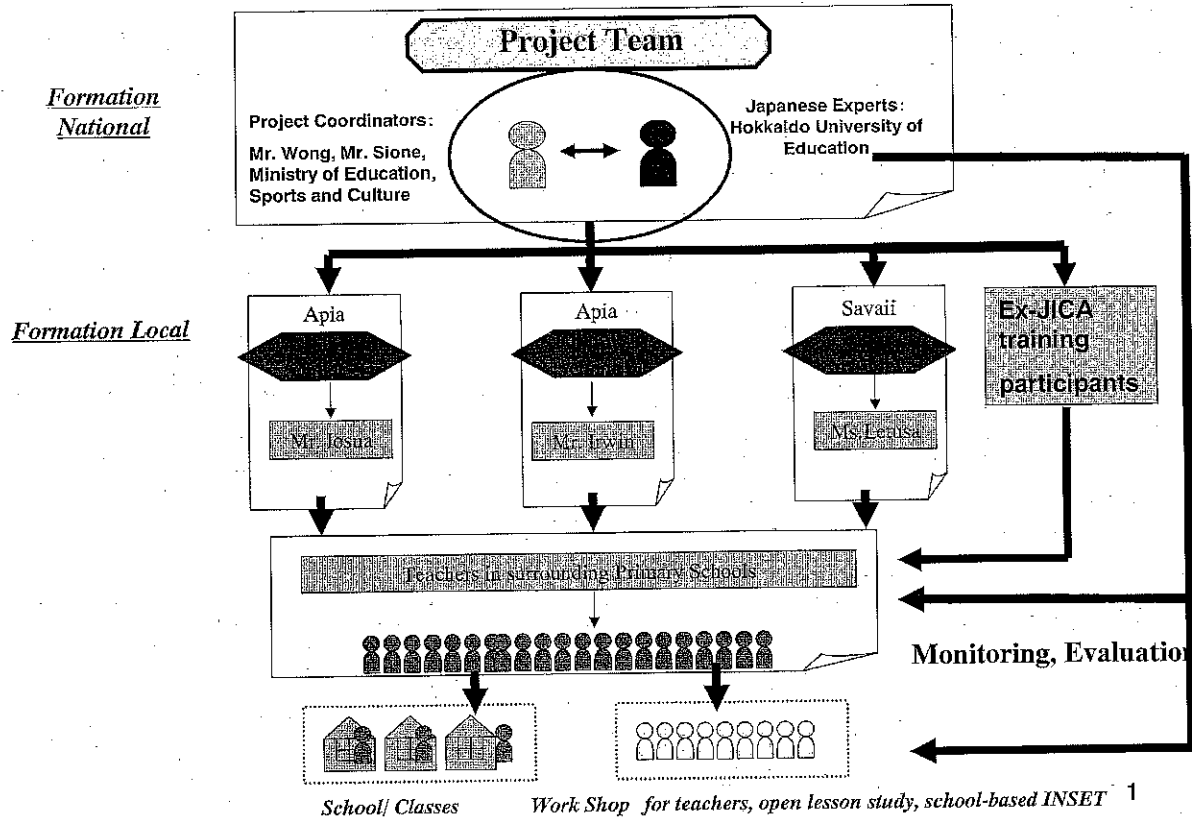 Project Team
Formation
National
Project Coordinators:
Mr. Wong, Mr. Sione,
Ministry of Education,
Sports and Culture
Japanese Experts:
Hokkaldo University of
Education
Formation Local
Apia
Mr. Iosua
Apia
Mr. Irwin
Savaii
Ms Lenisa
Ex-JICA
training
participants
Teachers in surrounding Primary Schools
Monitoring, Evaluation
School/ Classes
Work Shop for teachers, open lesson study, school-based INSET
1